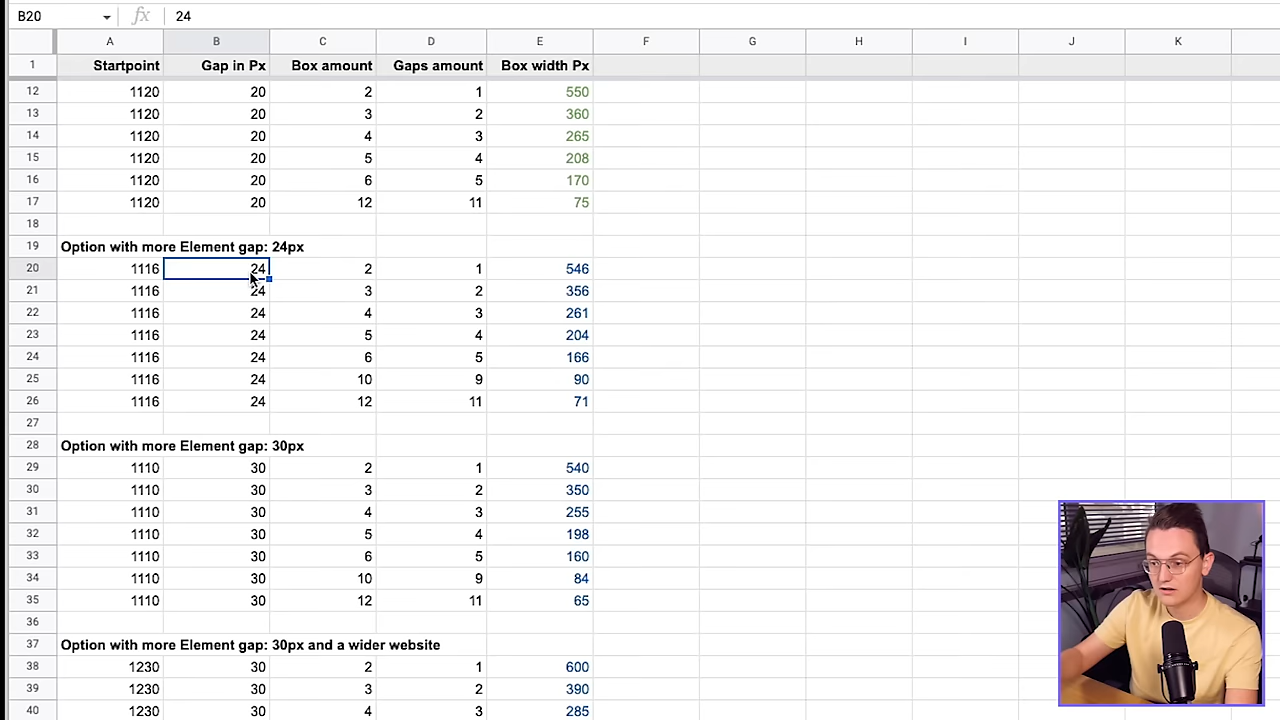 B20 fx 24
A B C D E F G H I J K
1 Startpoint Gap in Px Box amount Gaps amount Box width Px
12 1120 20 2 1 550
13 1120 20 3 2 360
14 1120 20 4 3 265
15 1120 20 5 4 208
16 1120 20 6 5 170
17 1120 20 12 11 75
18
19 Option with more Element gap: 24px
20 1116 24 2 1 546
21 1116 24 3 2 356
22 1116 24 4 3 261
23 1116 24 5 4 204
24 1116 24 6 5 166
25 1116 24 10 9 90
26 1116 24 12 11 71
27
28 Option with more Element gap: 30px
29 1110 30 2 1 540
30 1110 30 3 2 350
31 1110 30 4 3 255
32 1110 30 5 4 198
33 1110 30 6 5 160
34 1110 30 10 9 84
35 1110 30 12 11 65
36
37 Option with more Element gap: 30px and a wider website
38 1230 30 2 1 600
39 1230 30 3 2 390
40 1230 30 4 3 285